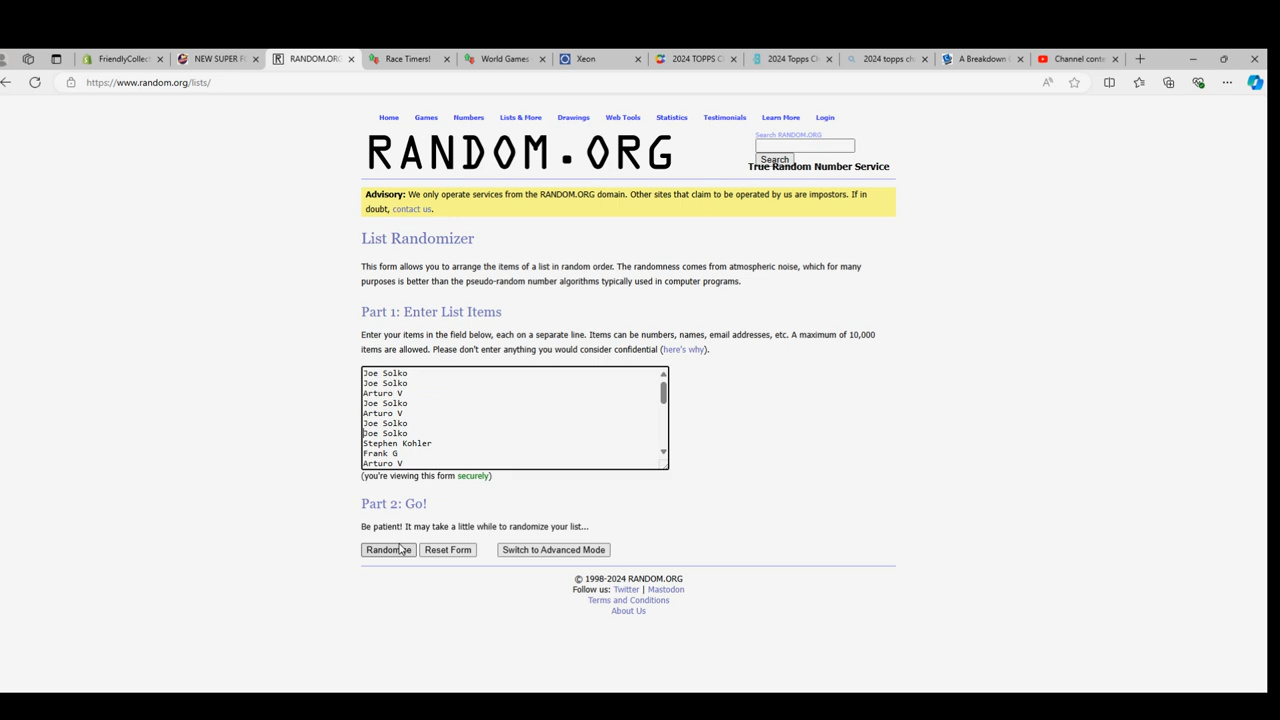 FriendlyCollec
NEW SUPER F
RANDOM.ORG
Race Timers!
World Games
Xeon
2024 TOPPS C
2024 Topps Ch
2024 topps ch
A Breakdown
Channel conte
https://www.random.org/lists/
Home Games Numbers Lists & More Drawings Web Tools Statistics Testimonials Learn More Login
RANDOM.ORG
Search RANDOM.ORG
Search
True Random Number Service
Advisory: We only operate services from the RANDOM.ORG domain. Other sites that claim to be operated by us are impostors. If in
doubt, contact us.
List Randomizer
This form allows you to arrange the items of a list in random order. The randomness comes from atmospheric noise, which for many
purposes is better than the pseudo-random number algorithms typically used in computer programs.
Part 1: Enter List Items
Enter your items in the field below, each on a separate line. Items can be numbers, names, email addresses, etc. A maximum of 10,000
items are allowed. Please don't enter anything you would consider confidential (here's why).
Joe Solko
Joe Solko
Arturo V
Joe Solko
Arturo V
Joe Solko
Joe Solko
Stephen Kohler
Frank G
Arturo V
(you're viewing this form securely)
Part 2: Go!
Be patient! It may take a little while to randomize your list...
Randomize Reset Form Switch to Advanced Mode
© 1998-2024 RANDOM.ORG
Follow us: Twitter | Mastodon
Terms and Conditions
About Us